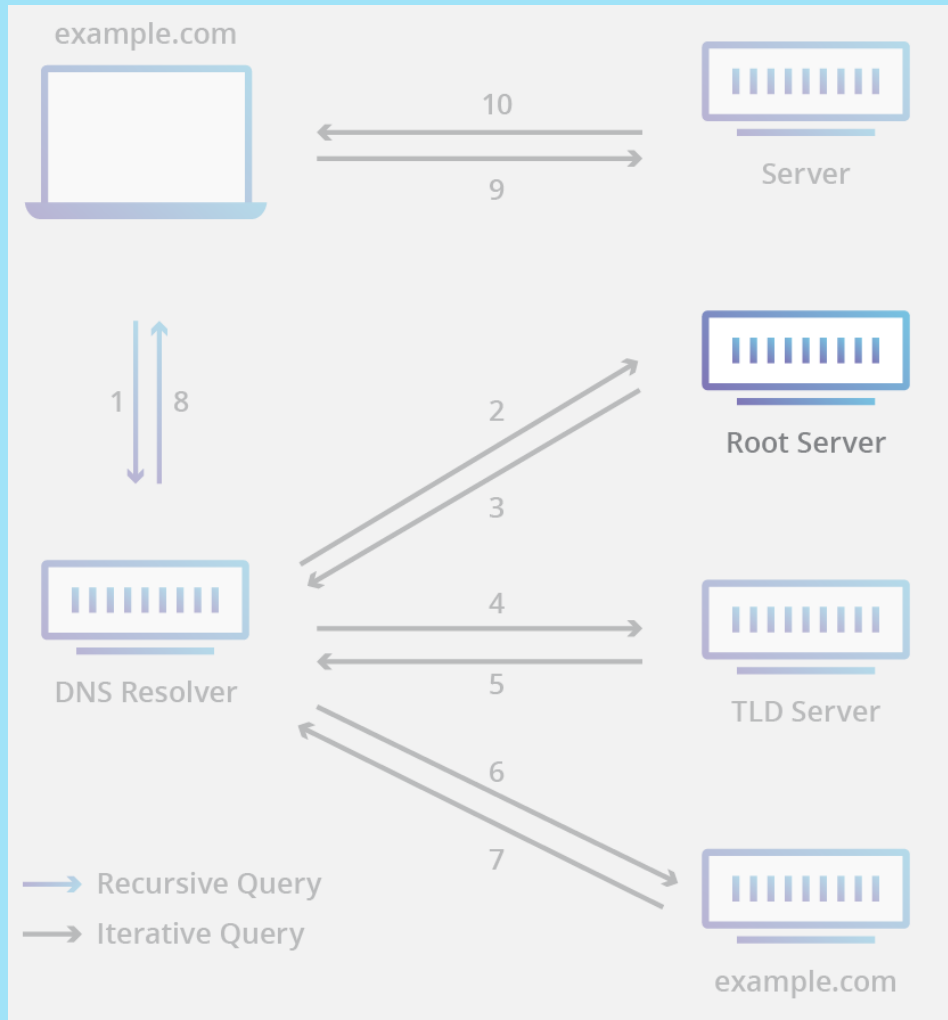 example.com
10
9
Server
1
8
2
3
Root Server
4
5
DNS Resolver
TLD Server
6
7
Recursive Query
Iterative Query
example.com